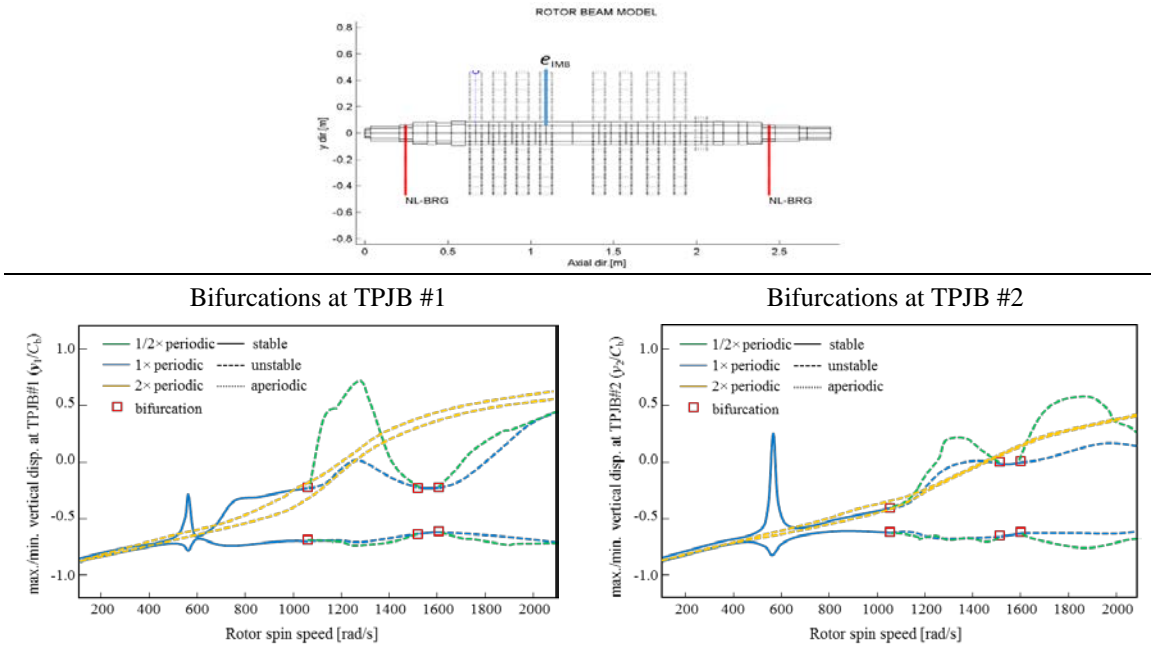 ROTOR BEAM MODEL
0.8
0.6
0.4
0.2
0
-0.2
-0.4
-0.6
-0.8
y dir.[m]
e IMB
NL-BRG
NL-BRG
0 0.5 1 1.5 2 2.5
Axial dir.[m]
Bifurcations at TPJB #1
max./min. vertical disp. at TPJB#1 (y₁/Cb)
1.0
0.5
0.0
-0.5
-1.0
1/2× periodic
1× periodic
2× periodic
bifurcation
stable
unstable
aperiodic
200 400 600 800 1000 1200 1400 1600 1800 2000
Rotor spin speed [rad/s]
Bifurcations at TPJB #2
max./min. vertical disp. at TPJB#2 (y₂/Cb)
1.0
0.5
0.0
-0.5
-1.0
1/2× periodic
1× periodic
2× periodic
bifurcation
stable
unstable
aperiodic
200 400 600 800 1000 1200 1400 1600 1800 2000
Rotor spin speed [rad/s]